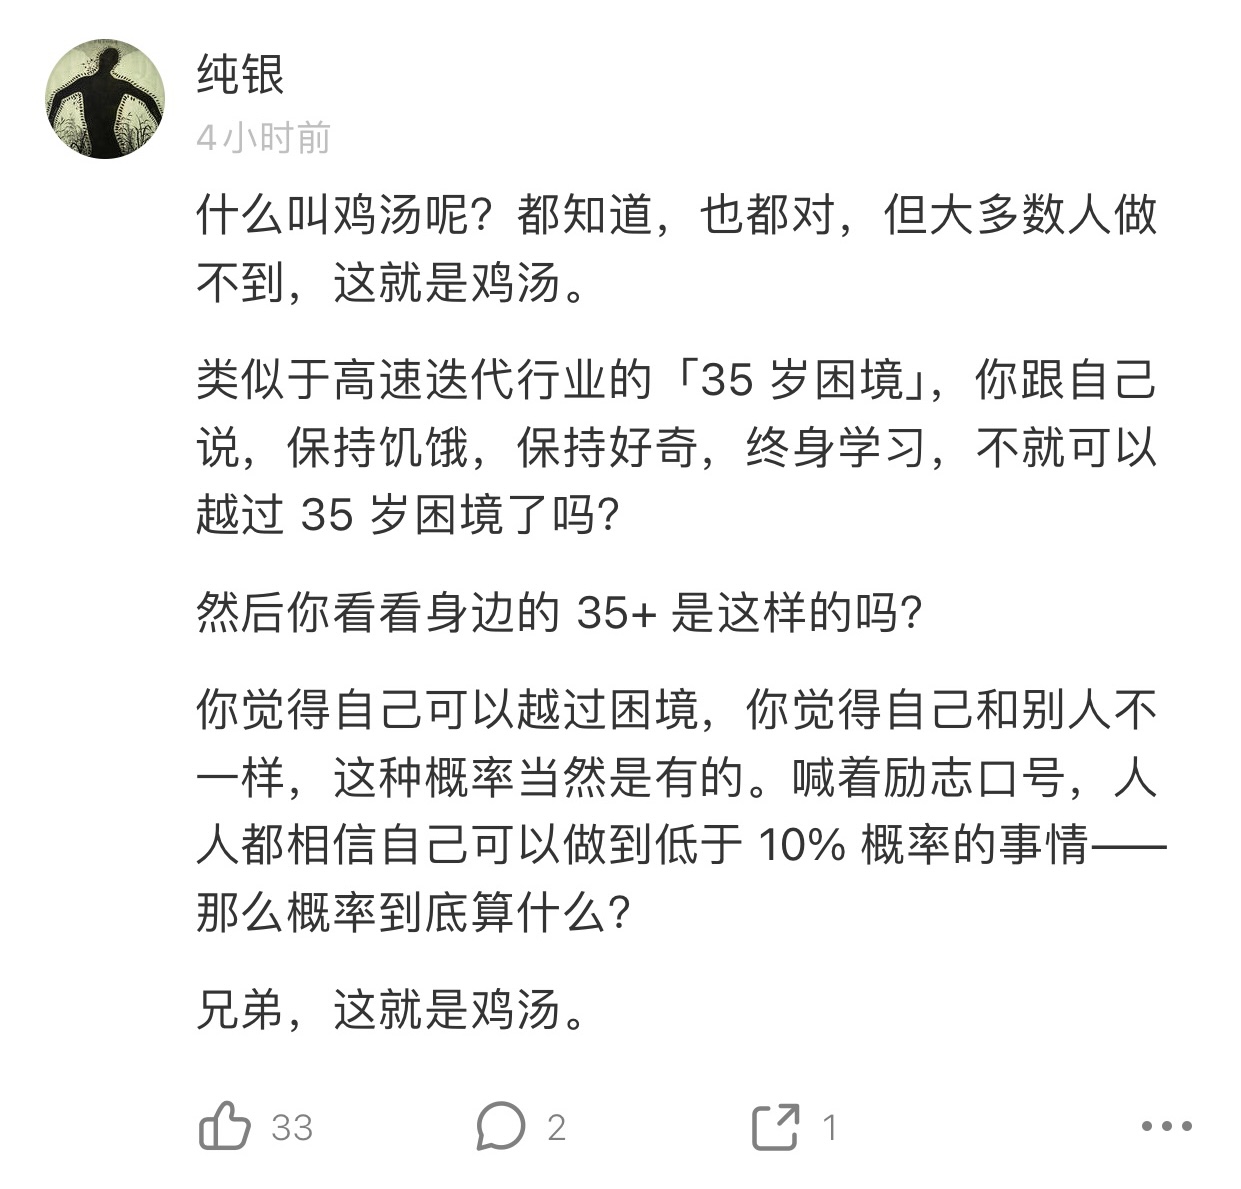 纯银
4小时前
什么叫鸡汤呢？都知道，也都对，但大多数人做
不到，这就是鸡汤。
类似于高速迭代行业的「35 岁困境」，你跟自己
说，保持饥饿，保持好奇，终身学习，不就可以
越过 35 岁困境了吗？
然后你看看身边的 35+ 是这样的吗？
你觉得自己可以越过困境，你觉得自己和别人不
一样，这种概率当然是有的。喊着励志口号，人
人都相信自己可以做到低于 10% 概率的事情——
那么概率到底算什么？
兄弟，这就是鸡汤。
33 2 1